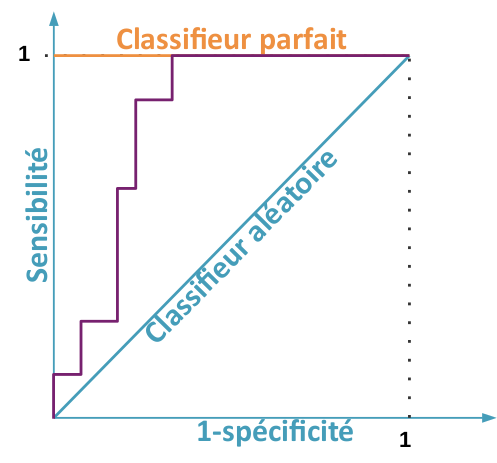 Classifieur parfait
1
Sensibilité
Classifieur aléatoire
1-spécificité
1